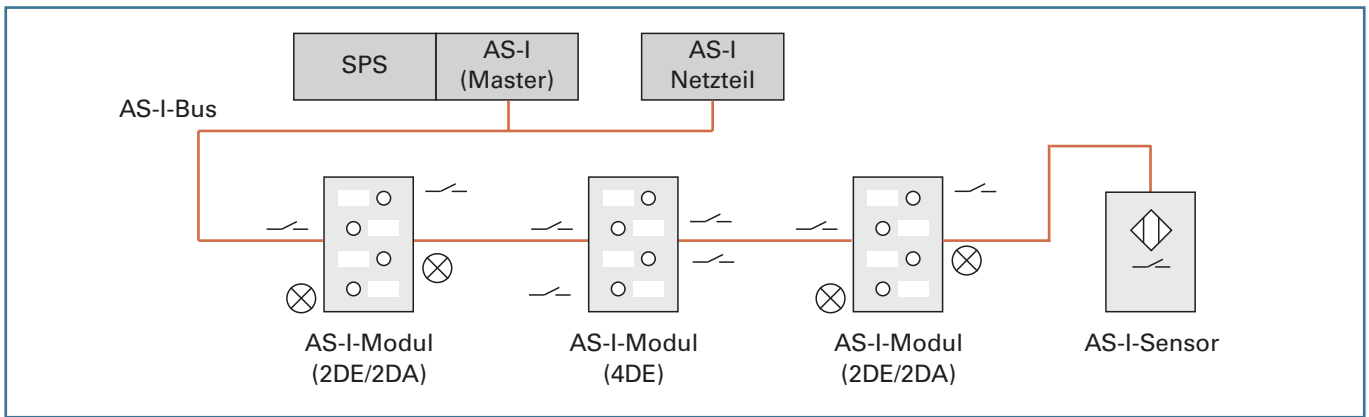 SPS
AS-I
(Master)
AS-I
Netzteil
AS-I-Bus
AS-I-Modul
(2DE/2DA)
AS-I-Modul
(4DE)
AS-I-Modul
(2DE/2DA)
AS-I-Sensor